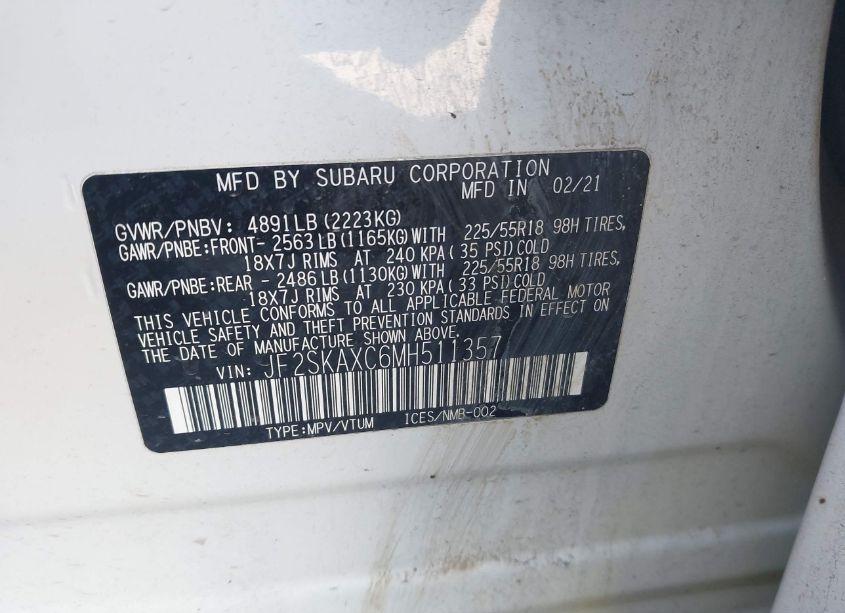 MFD BY SUBARU CORPORATION
MFD IN 02/21
GVWR/PNBV: 4891LB (2223KG)
GAWR/PNBE:FRONT- 2563LB(1165KG)WITH 225/55R18 98H TIRES,
18X7J RIMS AT 240 KPA( 35 PSI)COLD
GAWR/PNBE:REAR - 2486LB(1130KG)WITH 225/55R18 98H TIRES,
18X7J RIMS AT 230 KPA( 33 PSI)COLD
THIS VEHICLE CONFORMS TO ALL APPLICABLE FEDERAL MOTOR
VEHICLE SAFETY AND THEFT PREVENTION STANDARDS IN EFFECT ON
THE DATE OF MANUFACTURE SHOWN ABOVE.
VIN: JF2SKAXC6MH511357
TYPE:MPV/VTUM ICES/NMB-002